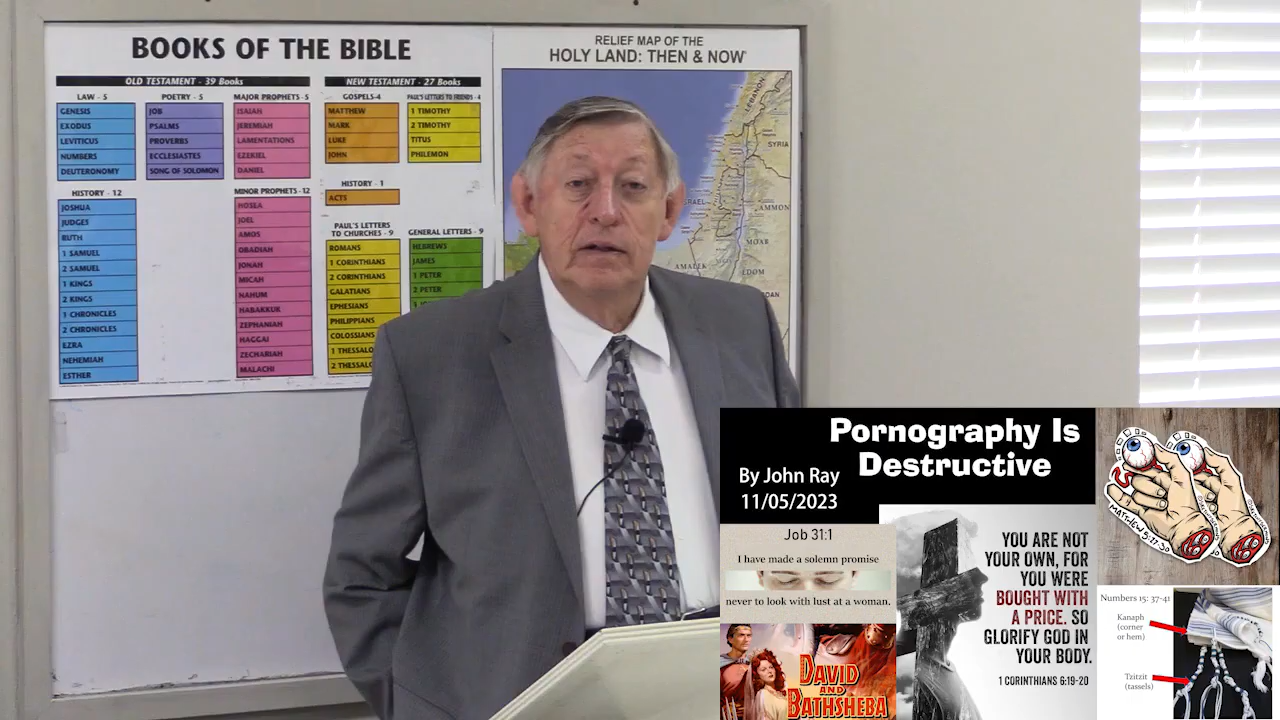 BOOKS OF THE BIBLE
OLD TESTAMENT - 39 Books
LAW - 5
GENESIS
EXODUS
LEVITICUS
NUMBERS
DEUTERONOMY
HISTORY - 12
JOSHUA
JUDGES
RUTH
1 SAMUEL
2 SAMUEL
1 KINGS
2 KINGS
1 CHRONICLES
2 CHRONICLES
EZRA
NEHEMIAH
ESTHER
POETRY - 5
JOB
PSALMS
PROVERBS
ECCLESIASTES
SONG OF SOLOMON
MAJOR PROPHETS - 5
ISAIAH
JEREMIAH
LAMENTATIONS
EZEKIEL
DANIEL
MINOR PROPHETS - 12
HOSEA
JOEL
AMOS
OBADIAH
JONAH
MICAH
NAHUM
HABAKKUK
ZEPHANIAH
HAGGAI
ZECHARIAH
MALACHI
NEW TESTAMENT - 27 Books
GOSPELS-4
MATTHEW
MARK
LUKE
JOHN
HISTORY - 1
ACTS
PAUL'S LETTERS
TO CHURCHES - 9
ROMANS
1 CORINTHIANS
2 CORINTHIANS
GALATIANS
EPHESIANS
PHILIPPIANS
COLOSSIANS
1 THESSALO
2 THESSALO
PAUL'S LETTERS TO FRIENDS - 4
1 TIMOTHY
2 TIMOTHY
TITUS
PHILEMON
GENERAL LETTERS - 9
HEBREWS
JAMES
1 PETER
2 PETER
RELIEF MAP OF THE
HOLY LAND: THEN & NOW
LEBANON
SYRIA
AMMON
MOAB
AMALEK
EDOM
Pornography Is
Destructive
By John Ray
11/05/2023
Job 31:1
I have made a solemn promise
never to look with lust at a woman.
DAVID
AND
BATHSHEBA
YOU ARE NOT
YOUR OWN, FOR
YOU WERE
BOUGHT WITH
A PRICE. SO
GLORIFY GOD IN
YOUR BODY.
1 CORINTHIANS 6:19-20
Numbers 15: 37-41
Kanaph
(corner
or hem)
Tzitzit
(tassels)